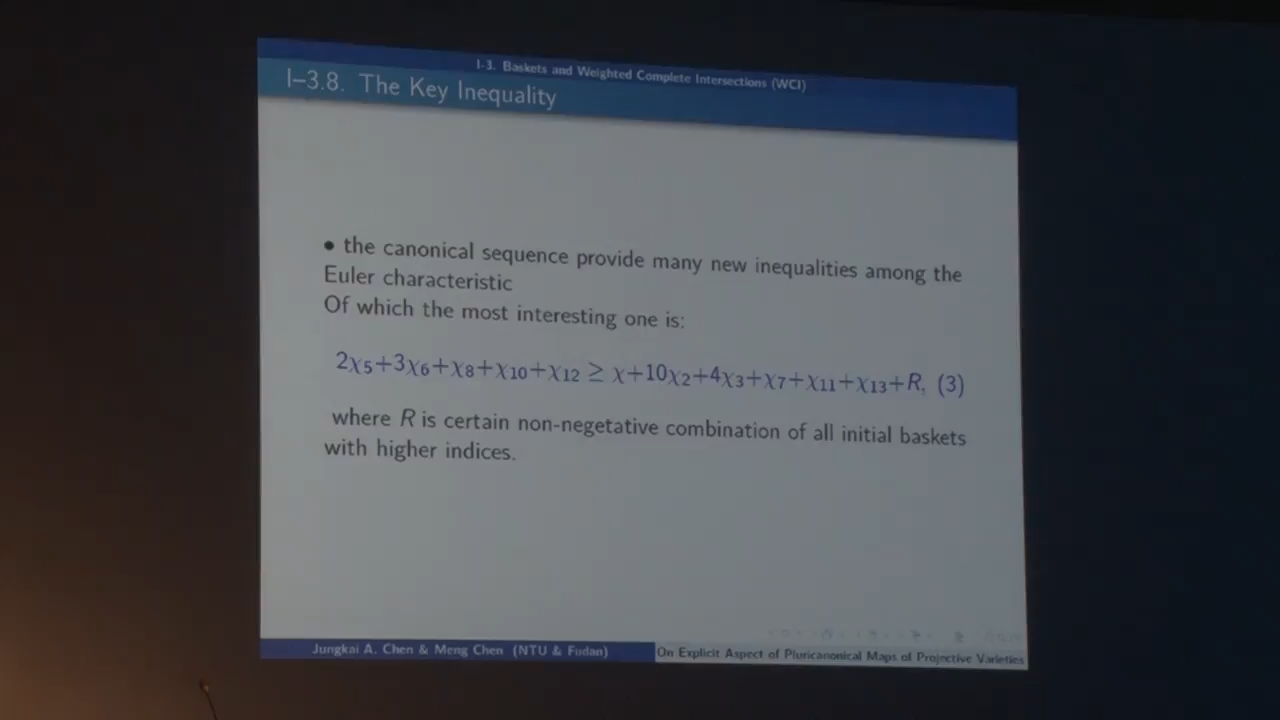 I-3. Baskets and Weighted Complete Intersections (WCI)
I–3.8. The Key Inequality
• the canonical sequence provide many new inequalities among the
Euler characteristic
Of which the most interesting one is:
2χ₅+3χ₆+χ₈+χ₁₀+χ₁₂ ≥ χ+10χ₂+4χ₃+χ₇+χ₁₁+χ₁₃+R, (3)
where R is certain non-negetative combination of all initial baskets
with higher indices.
Jungkai A. Chen & Meng Chen (NTU & Fudan)
On Explicit Aspect of Pluricanonical Maps of Projective Varieties